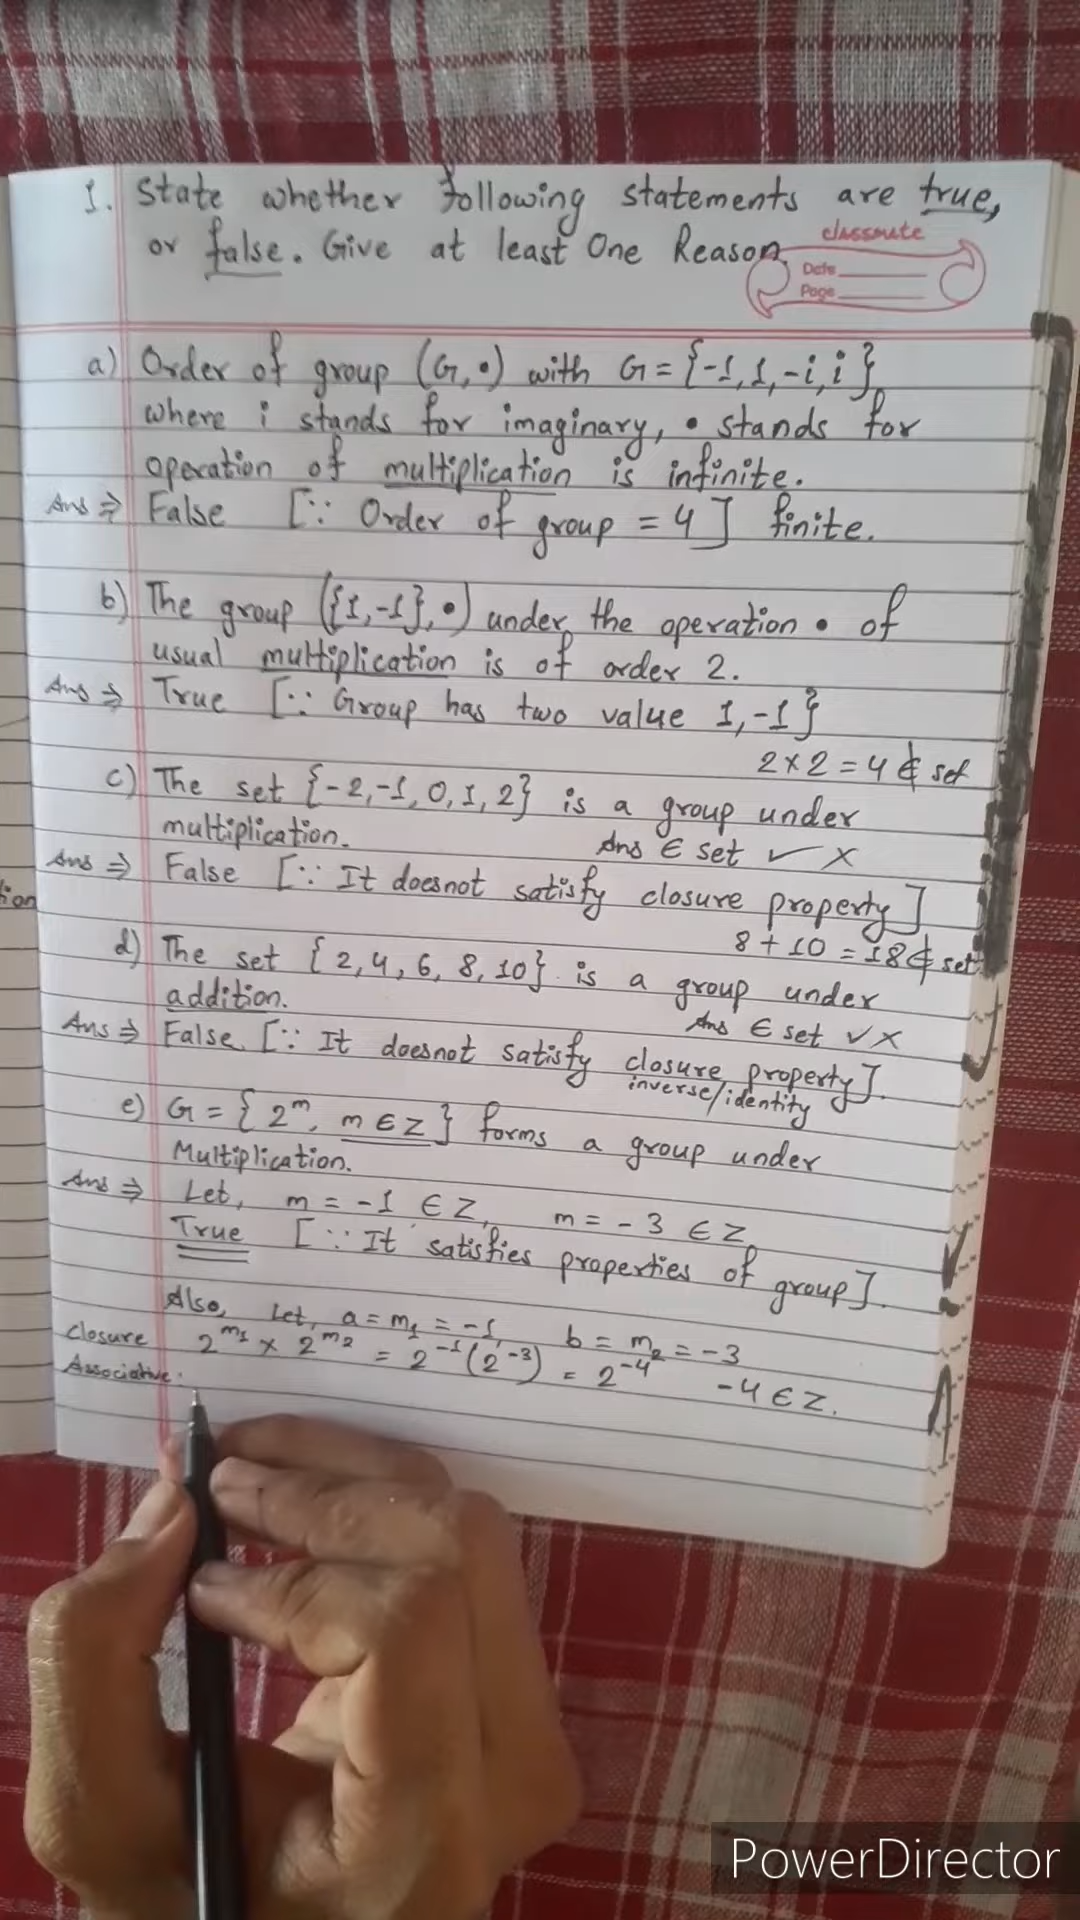 1. State whether following statements are true,
or false. Give at least One Reason.
classmate
Date
Page
a) Order of group (G, •) with G = {-1, 1, -i, i}
where i stands for imaginary, • stands for
operation of multiplication is infinite.
Ans ⇒ False [∵ Order of group = 4] finite.
b) The group ({1, -1}, •) under the operation • of
usual multiplication is of order 2.
Ans ⇒ True [∵ Group has two value 1, -1}
2 × 2 = 4 ∉ set
c) The set {-2, -1, 0, 1, 2} is a group under
multiplication.
Ans ∈ set ✓ ×
Ans ⇒ False [∵ It doesnot satisfy closure property]
8 + 10 = 18 ∉ set
d) The set {2, 4, 6, 8, 10} is a group under
addition.
Ans ∈ set ✓ ×
Ans ⇒ False [∵ It doesnot satisfy closure property].
inverse/identity
e) G = {2^m, m ∈ Z} forms a group under
Multiplication.
Ans ⇒ Let, m = -1 ∈ Z, m = -3 ∈ Z
True [∵ It satisfies properties of group].
Also, Let, a = m₁ = -1, b = m₂ = -3
Closure 2^m₁ × 2^m₂ = 2^-1 (2^-3) = 2^-4 -4 ∈ Z.
Associative.
PowerDirector